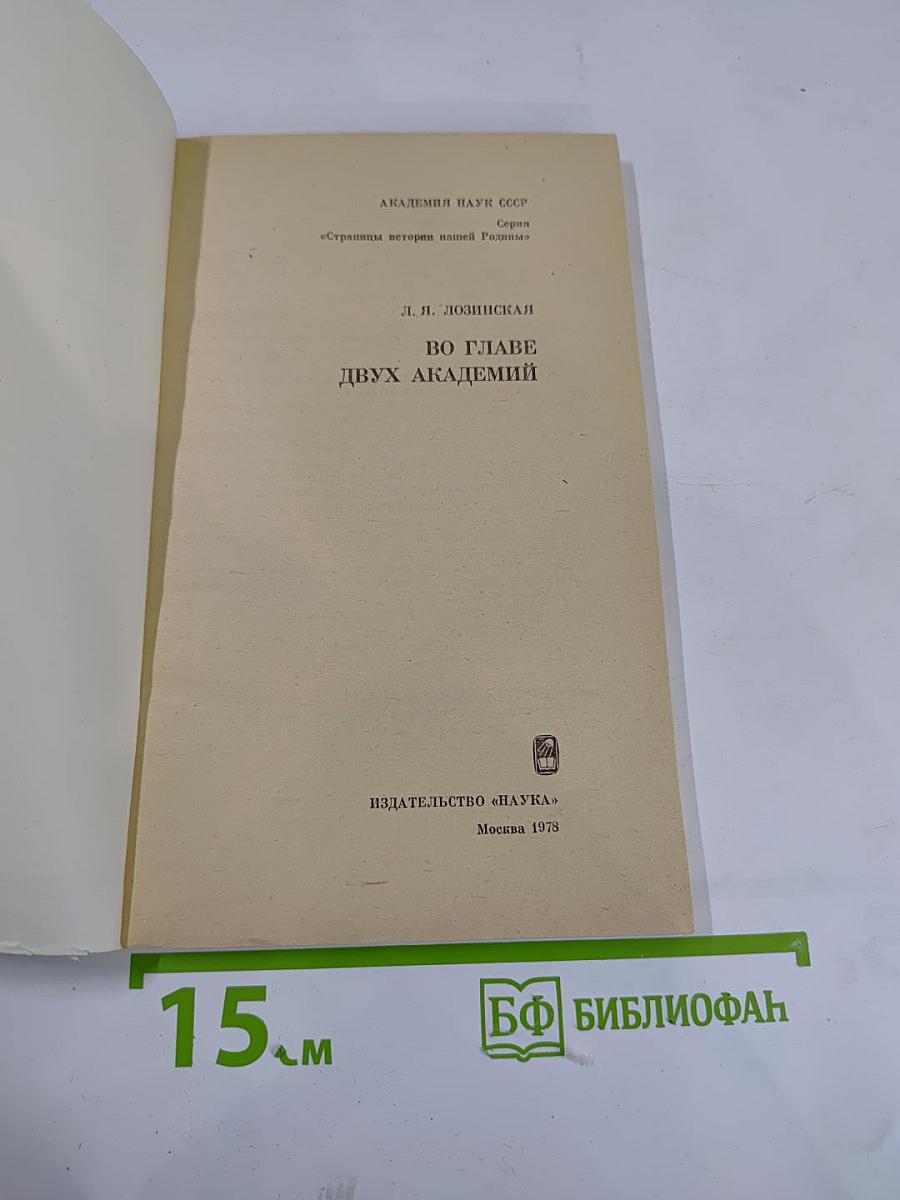 АКАДЕМИЯ НАУК СССР
Серия
«Страницы истории нашей Родины»
Л. Я. ЛОЗИНСКАЯ
ВО ГЛАВЕ
ДВУХ АКАДЕМИЙ
ИЗДАТЕЛЬСТВО «НАУКА»
Москва 1978
15 см
БФ БИБЛИОФАН